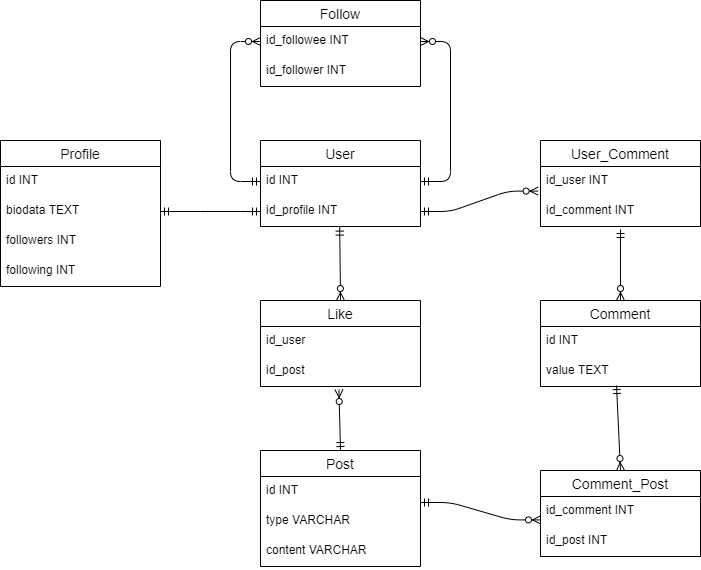 Follow
id_followee INT
id_follower INT
Profile
id INT
biodata TEXT
followers INT
following INT
User
id INT
id_profile INT
User_Comment
id_user INT
id_comment INT
Like
id_user
id_post
Comment
id INT
value TEXT
Post
id INT
type VARCHAR
content VARCHAR
Comment_Post
id_comment INT
id_post INT